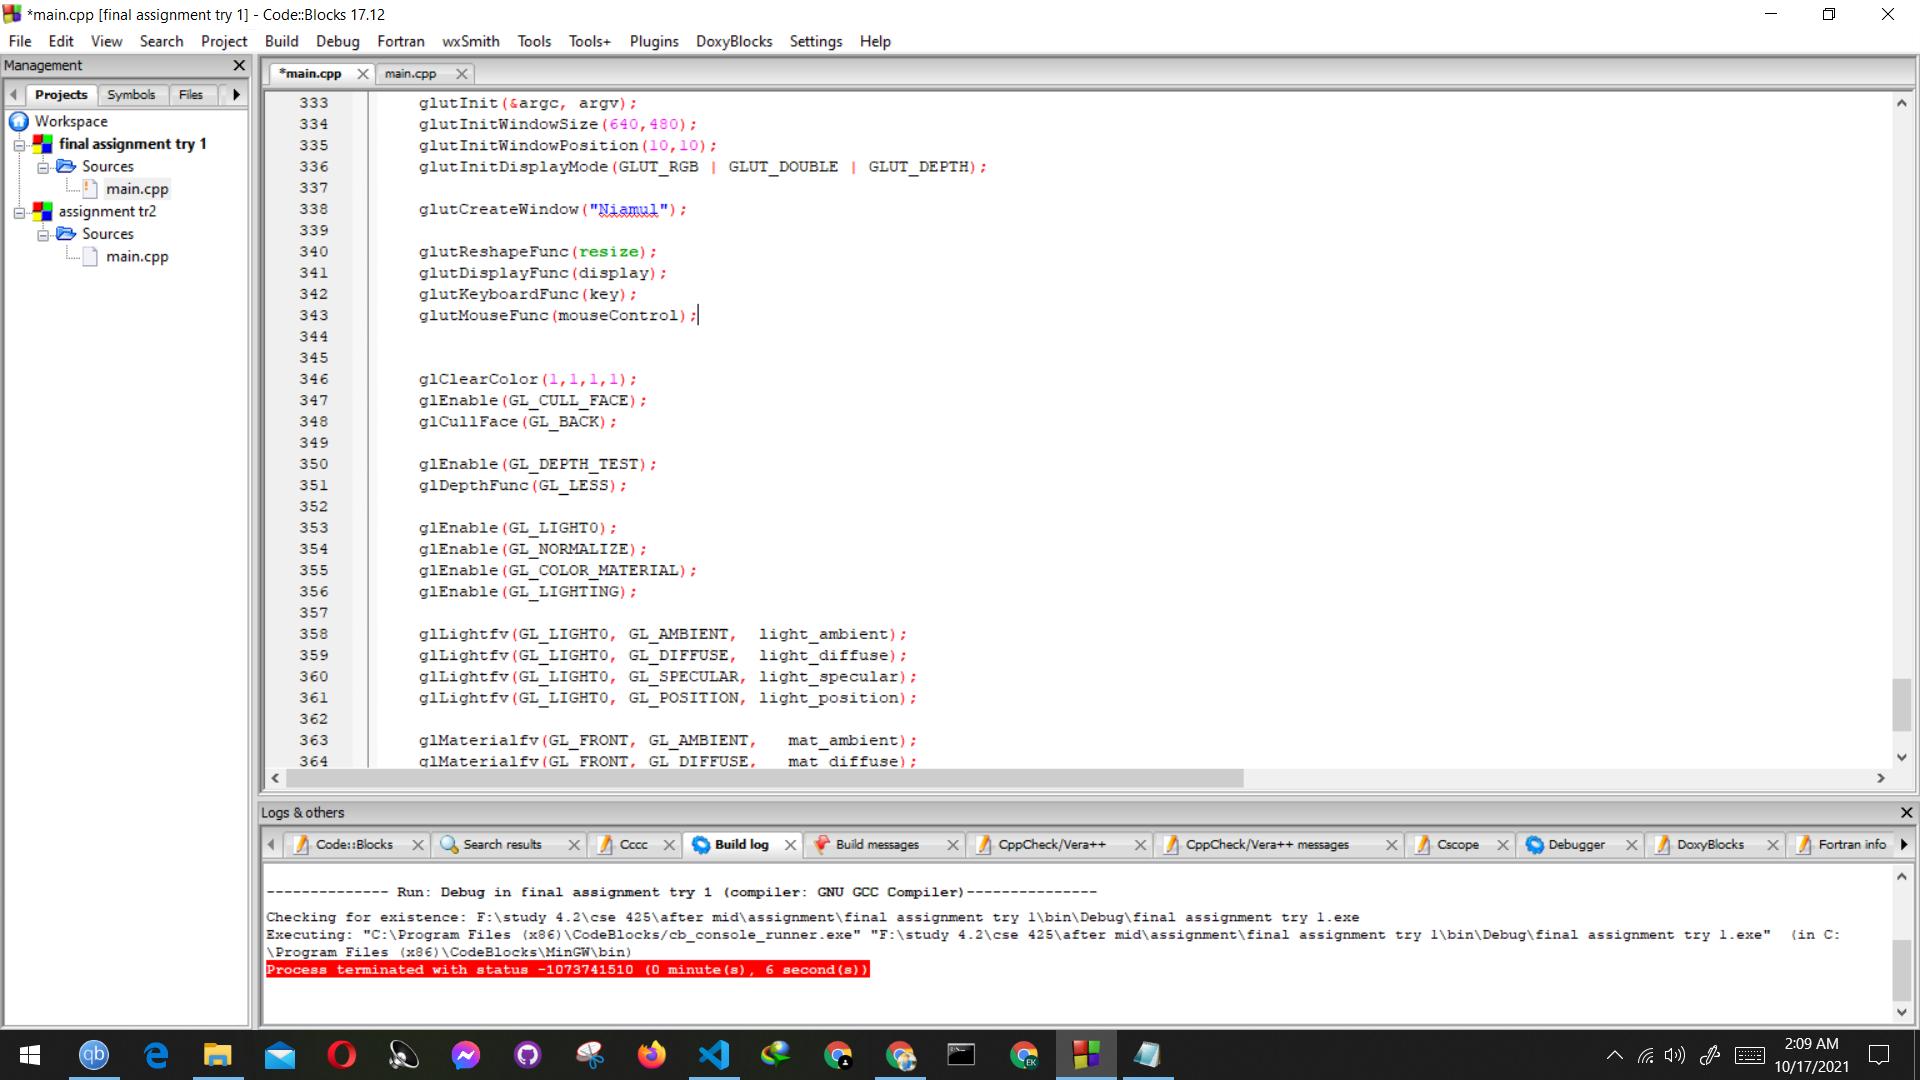 *main.cpp [final assignment try 1] - Code::Blocks 17.12
File Edit View Search Project Build Debug Fortran wxSmith Tools Tools+ Plugins DoxyBlocks Settings Help
Management
Projects Symbols Files
Workspace
final assignment try 1
Sources
main.cpp
assignment tr2
Sources
main.cpp
*main.cpp main.cpp
333 glutInit(&argc, argv);
334 glutInitWindowSize(640,480);
335 glutInitWindowPosition(10,10);
336 glutInitDisplayMode(GLUT_RGB | GLUT_DOUBLE | GLUT_DEPTH);
337
338 glutCreateWindow("Niamul");
339
340 glutReshapeFunc(resize);
341 glutDisplayFunc(display);
342 glutKeyboardFunc(key);
343 glutMouseFunc(mouseControl);
344
345
346 glClearColor(1,1,1,1);
347 glEnable(GL_CULL_FACE);
348 glCullFace(GL_BACK);
349
350 glEnable(GL_DEPTH_TEST);
351 glDepthFunc(GL_LESS);
352
353 glEnable(GL_LIGHT0);
354 glEnable(GL_NORMALIZE);
355 glEnable(GL_COLOR_MATERIAL);
356 glEnable(GL_LIGHTING);
357
358 glLightfv(GL_LIGHT0, GL_AMBIENT, light_ambient);
359 glLightfv(GL_LIGHT0, GL_DIFFUSE, light_diffuse);
360 glLightfv(GL_LIGHT0, GL_SPECULAR, light_specular);
361 glLightfv(GL_LIGHT0, GL_POSITION, light_position);
362
363 glMaterialfv(GL_FRONT, GL_AMBIENT, mat_ambient);
364 glMaterialfv(GL_FRONT, GL_DIFFUSE, mat_diffuse);
Logs & others
Code::Blocks Search results Cccc Build log Build messages CppCheck/Vera++ CppCheck/Vera++ messages Cscope Debugger DoxyBlocks Fortran info
-------------- Run: Debug in final assignment try 1 (compiler: GNU GCC Compiler)---------------
Checking for existence: F:\study 4.2\cse 425\after mid\assignment\final assignment try 1\bin\Debug\final assignment try 1.exe
Executing: "C:\Program Files (x86)\CodeBlocks/cb_console_runner.exe" "F:\study 4.2\cse 425\after mid\assignment\final assignment try 1\bin\Debug\final assignment try 1.exe" (in C:
\Program Files (x86)\CodeBlocks\MinGW\bin)
Process terminated with status -1073741510 (0 minute(s), 6 second(s))
qb
EK
2:09 AM
10/17/2021